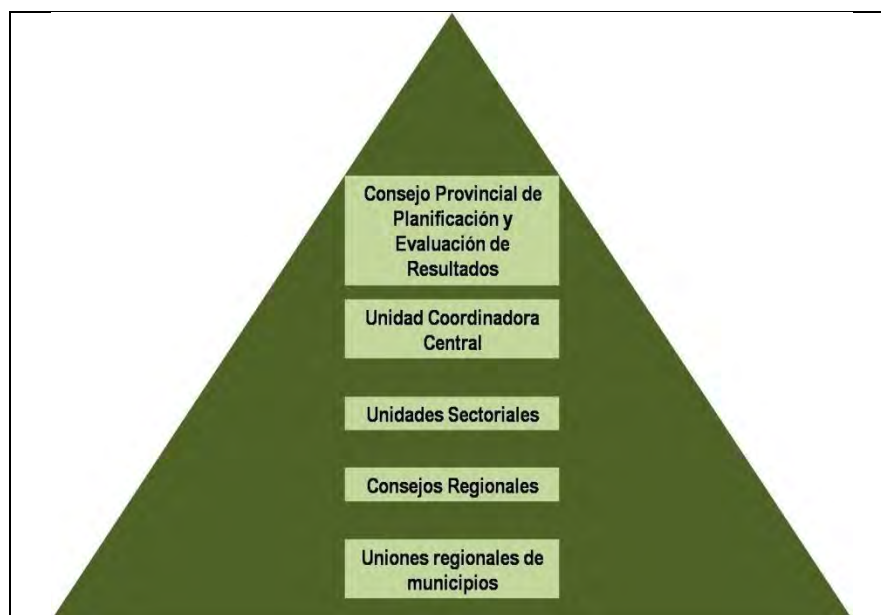 Consejo Provincial de
Planificación y
Evaluación de
Resultados
Unidad Coordinadora
Central
Unidades Sectoriales
Consejos Regionales
Uniones regionales de
municipios